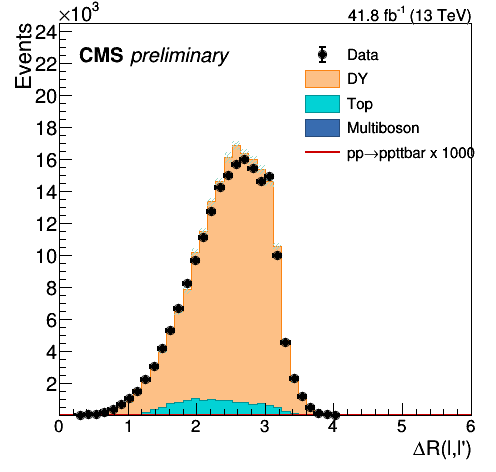 ×10³
41.8 fb⁻¹ (13 TeV)
Events
CMS preliminary
Data
DY
Top
Multiboson
pp→ppttbar x 1000
24
22
20
18
16
14
12
10
8
6
4
2
0 1 2 3 4 5 6
ΔR(l,l')